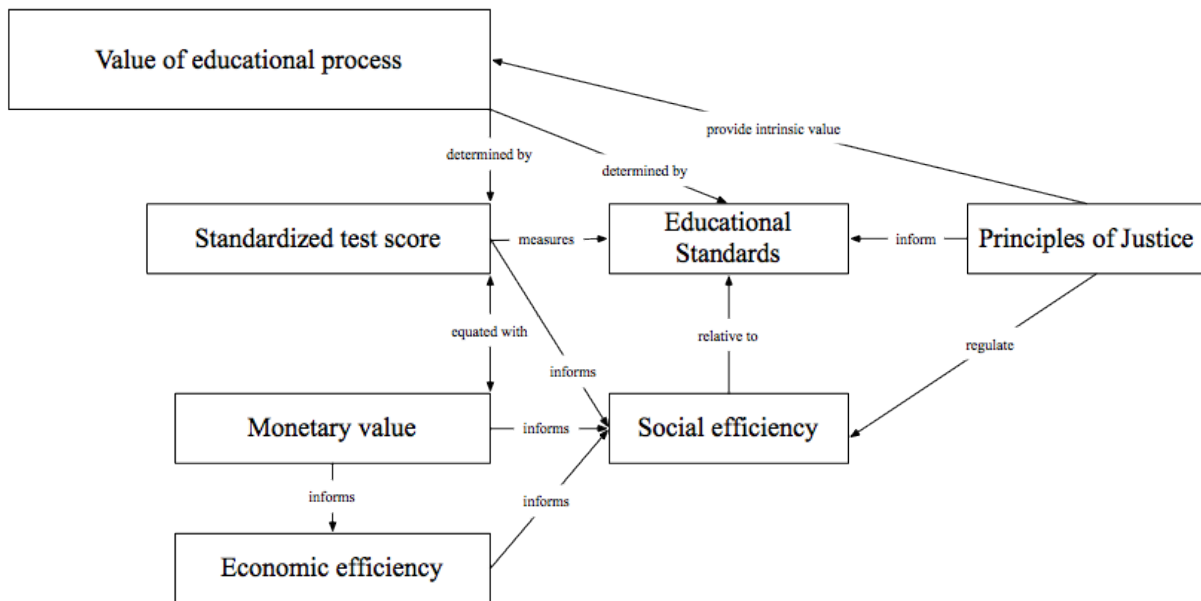 Value of educational process
provide intrinsic value
determined by
determined by
Standardized test score
measures
Educational
Standards
inform
Principles of Justice
equated with
relative to
regulate
informs
Monetary value
informs
Social efficiency
informs
informs
Economic efficiency